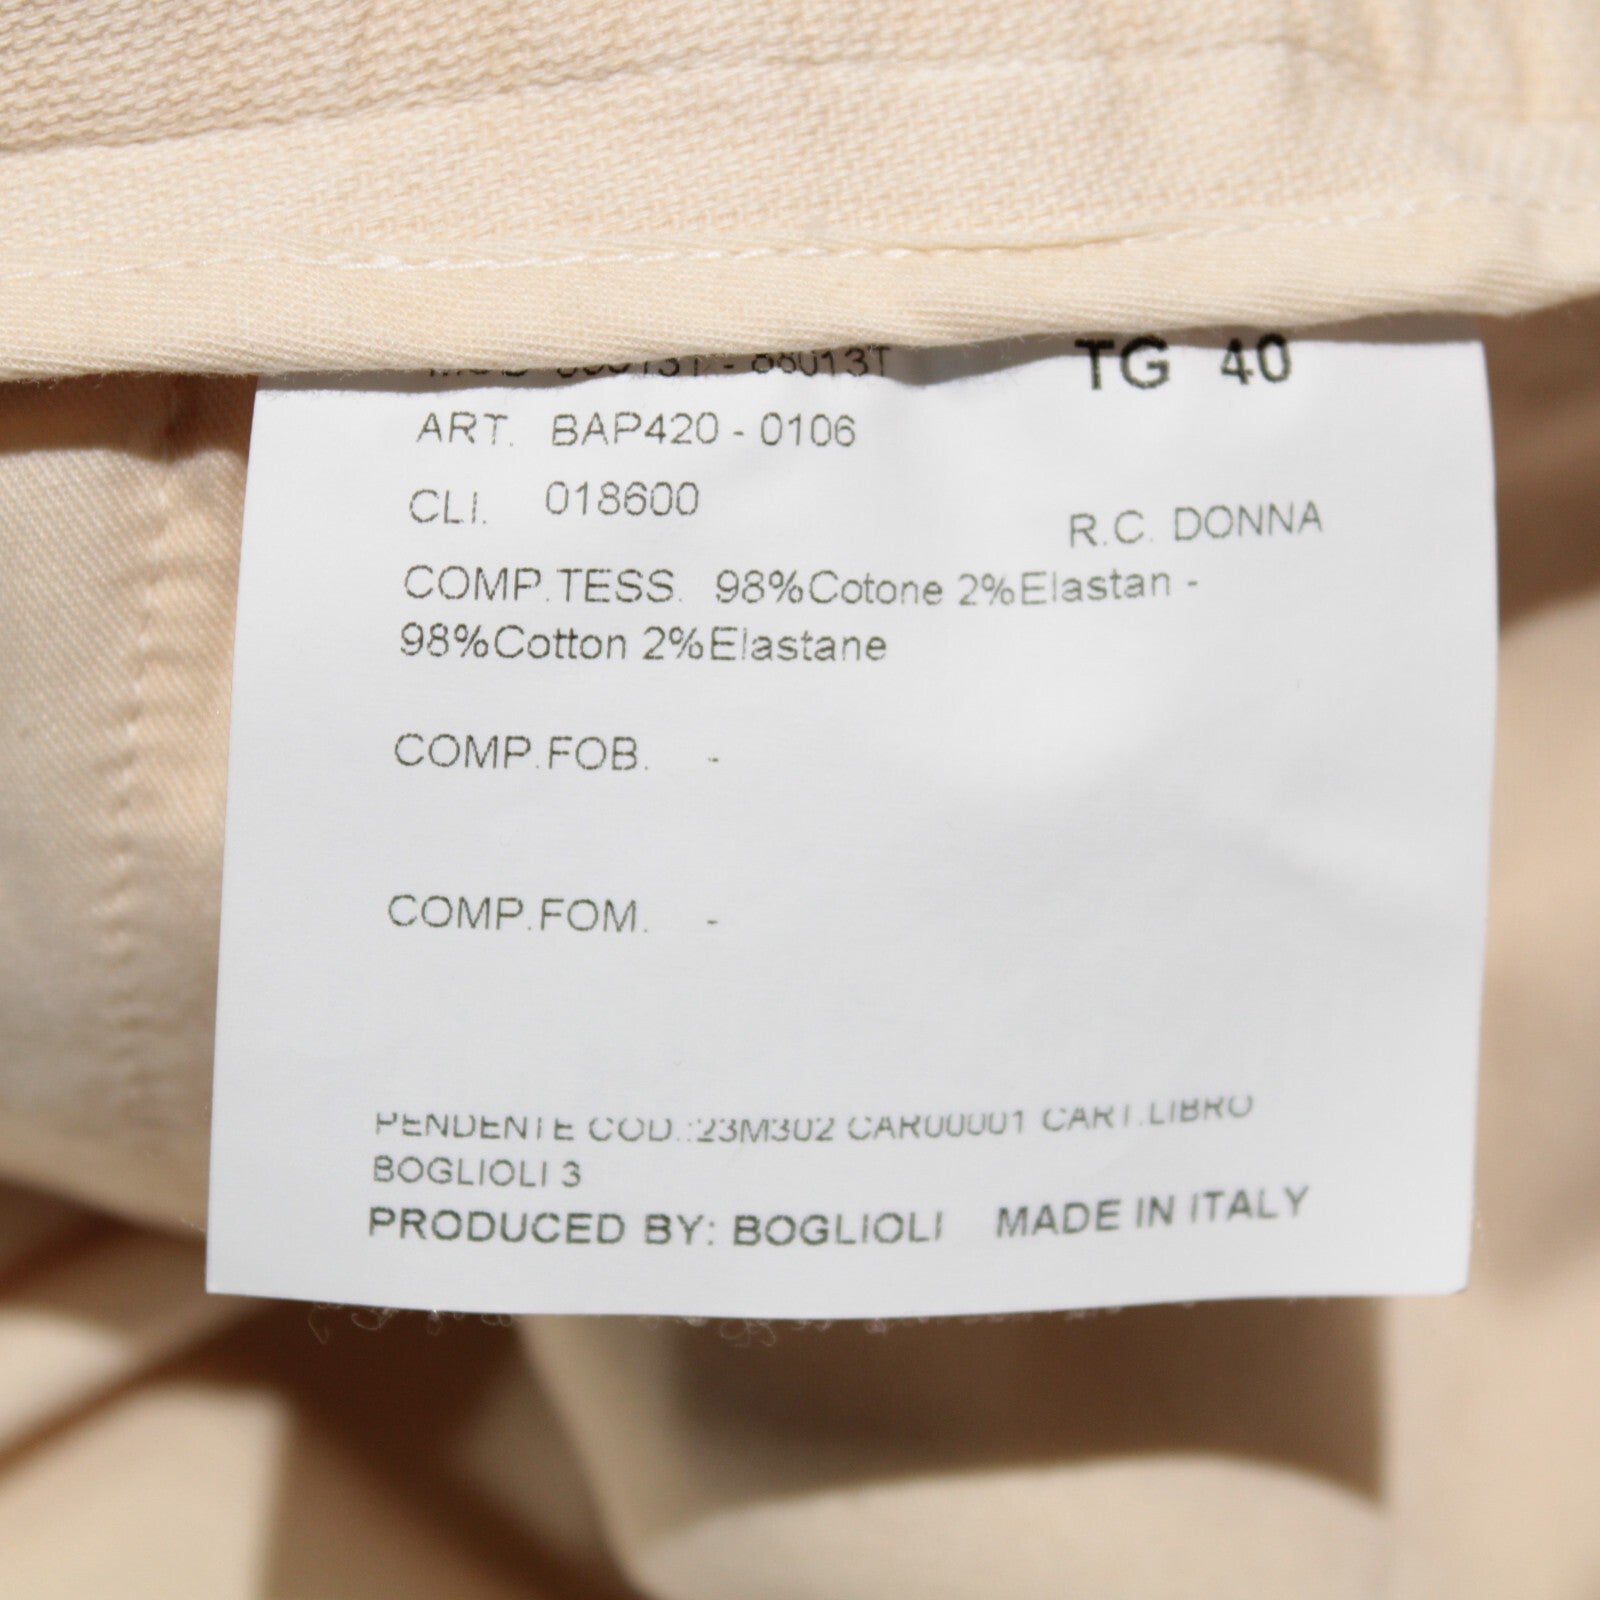 88013T TG 40
ART. BAP420 - 0106
CLI. 018600
R.C. DONNA
COMP.TESS. 98%Cotone 2%Elastan -
98%Cotton 2%Elastane
COMP.FOB. -
COMP.FOM. -
PENDENTE COD.:23M302 CAR00001 CART.LIBRO
BOGLIOLI 3
PRODUCED BY: BOGLIOLI MADE IN ITALY